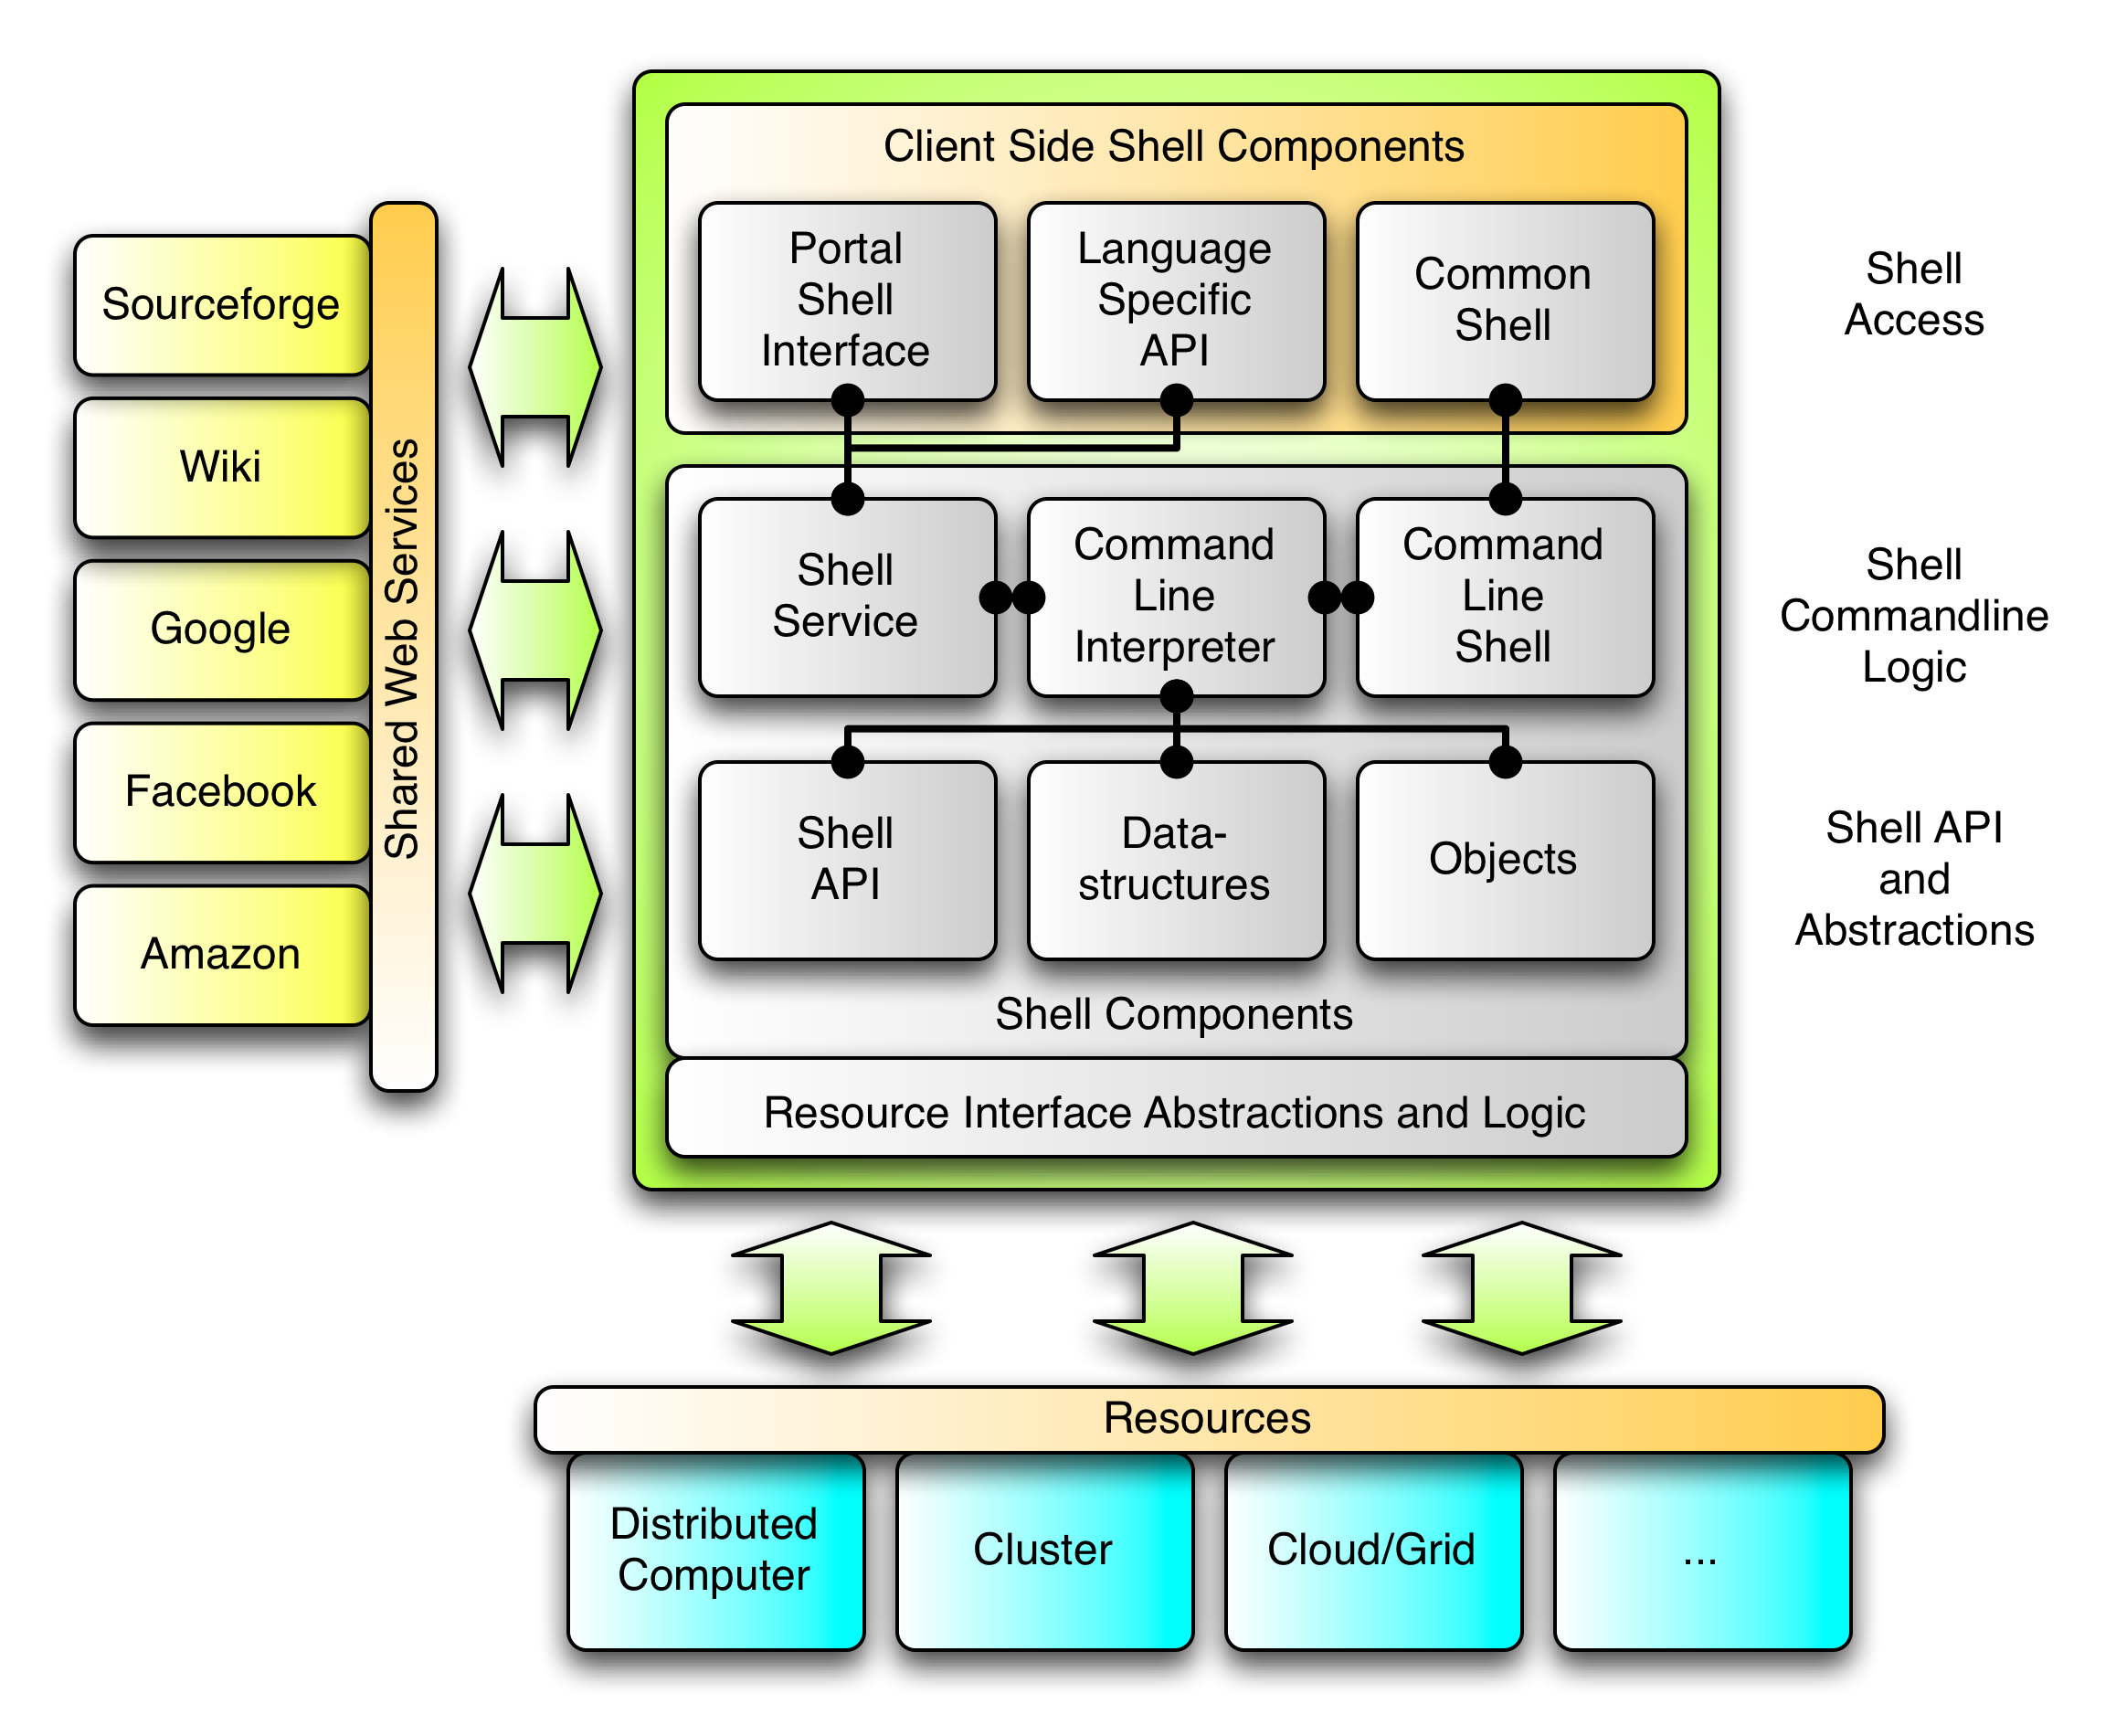 Client Side Shell Components
Portal
Shell
Interface
Language
Specific
API
Common
Shell
Shell
Access
Sourceforge
Wiki
Google
Facebook
Amazon
Shared Web Services
Shell
Service
Command
Line
Interpreter
Command
Line
Shell
Shell
Commandline
Logic
Shell
API
Data-
structures
Objects
Shell API
and
Abstractions
Shell Components
Resource Interface Abstractions and Logic
Resources
Distributed
Computer
Cluster
Cloud/Grid
...